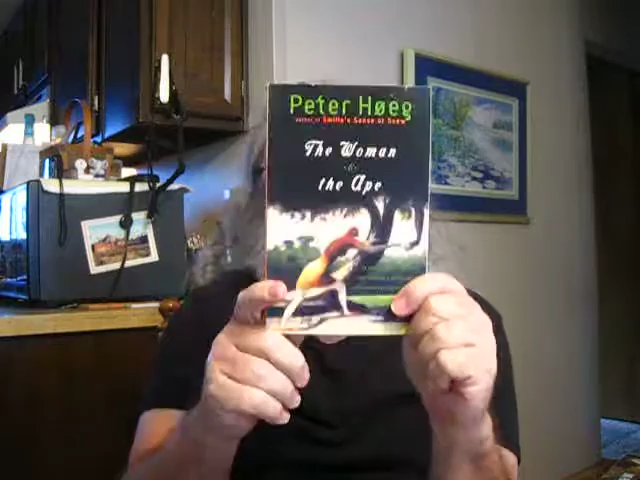 Peter Høeg
author of Smilla's Sense of Snow
The Woman
&
the Ape